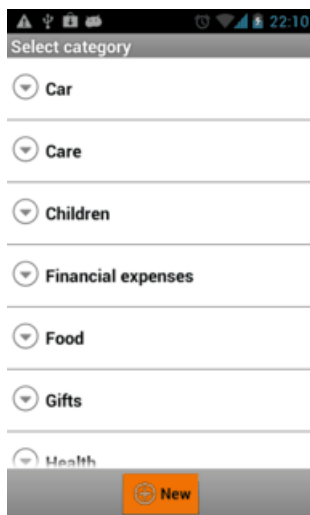 22:10
Select category
Car
Care
Children
Financial expenses
Food
Gifts
Health
New